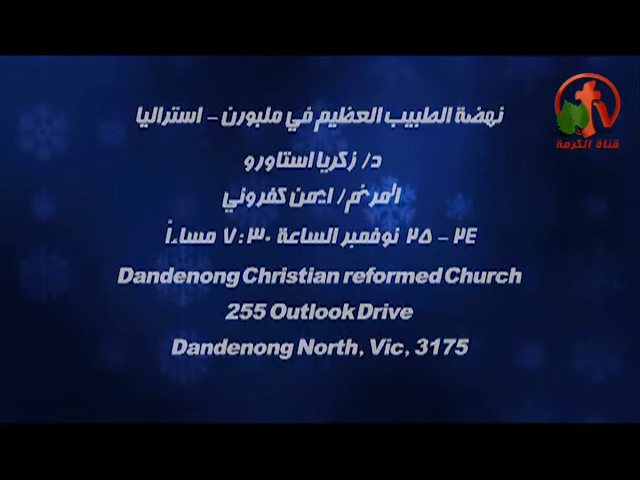 نهضة الطبيب العظيم في ملبورن – استراليا
د/ زكريا استاورو
المرنم/ ايمن كفروني
٢٤ – ٢٥ نوفمبر الساعة ٧:٣٠ مساءاً
Dandenong Christian reformed Church
255 Outlook Drive
Dandenong North, Vic, 3175
tv
قناة الكرمة